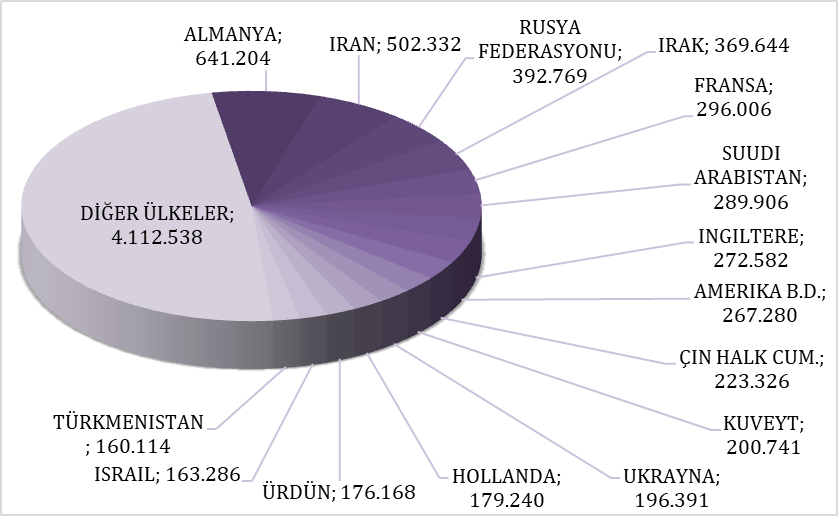 ALMANYA;
641.204
IRAN; 502.332
RUSYA
FEDERASYONU;
392.769
IRAK; 369.644
FRANSA;
296.006
SUUDI
ARABISTAN;
289.906
INGILTERE;
272.582
AMERIKA B.D.;
267.280
ÇIN HALK CUM.;
223.326
KUVEYT;
200.741
UKRAYNA;
196.391
HOLLANDA;
179.240
ÜRDÜN; 176.168
ISRAIL; 163.286
TÜRKMENISTAN
; 160.114
DİĞER ÜLKELER;
4.112.538